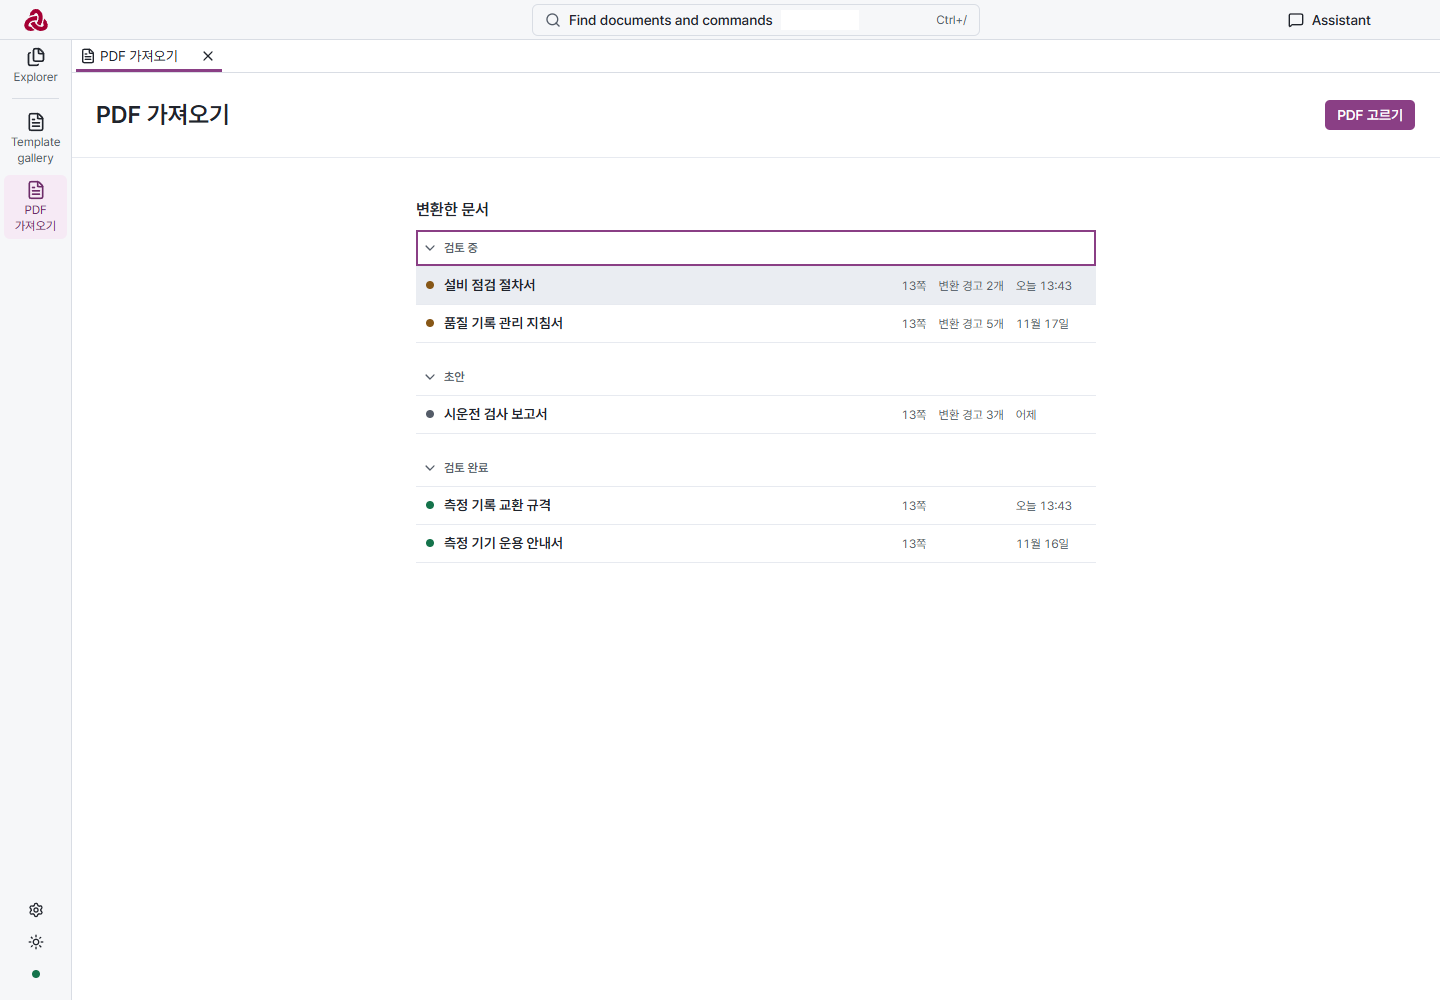 Find documents and commands
Ctrl+/
Assistant
Explorer
Template
gallery
PDF
가져오기
PDF 가져오기
PDF 가져오기
PDF 고르기
변환한 문서
검토 중
설비 점검 절차서 13쪽 변환 경고 2개 오늘 13:43
품질 기록 관리 지침서 13쪽 변환 경고 5개 11월 17일
초안
시운전 검사 보고서 13쪽 변환 경고 3개 어제
검토 완료
측정 기록 교환 규격 13쪽 오늘 13:43
측정 기기 운용 안내서 13쪽 11월 16일